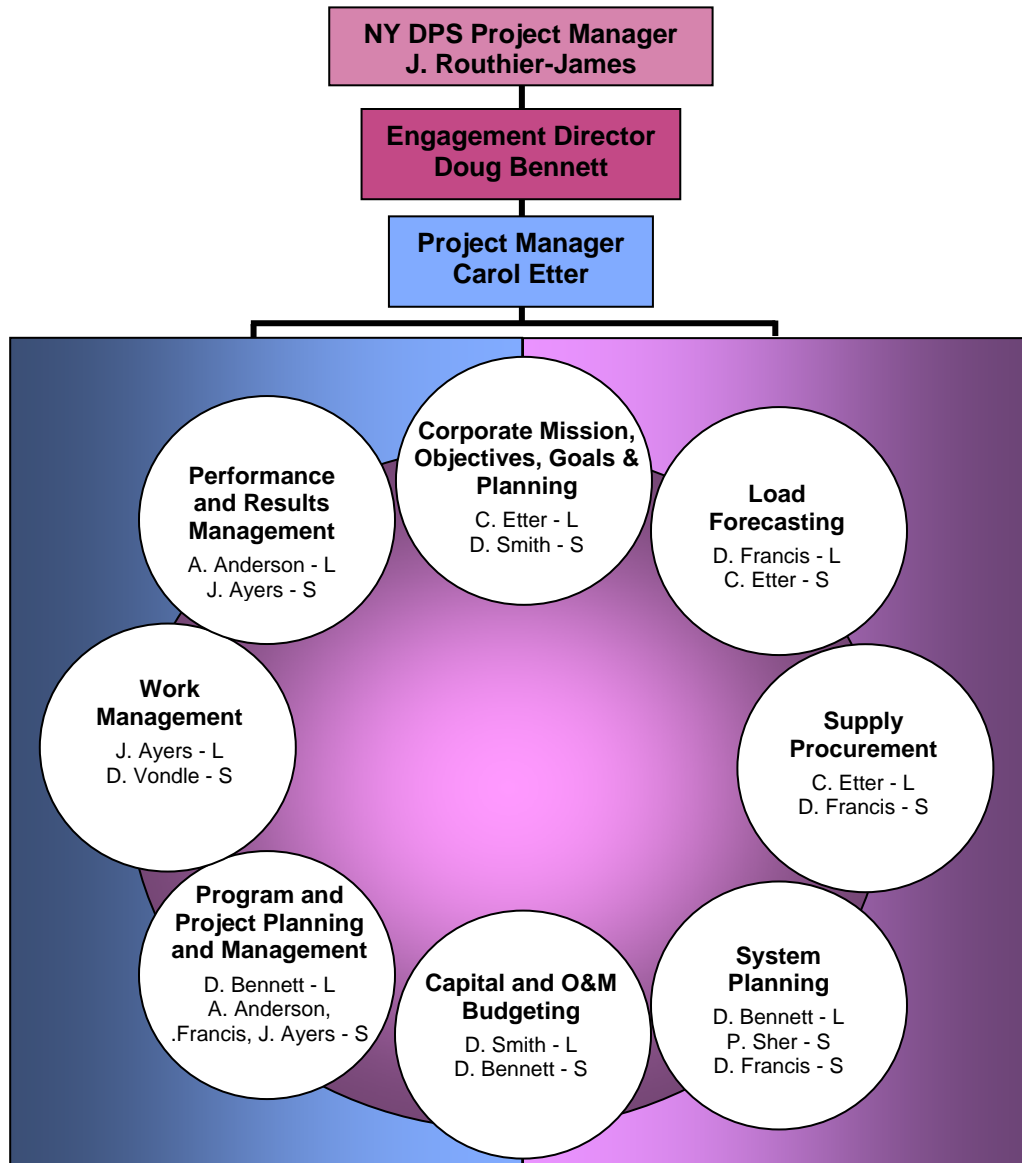 NY DPS Project Manager
J. Routhier-James
Engagement Director
Doug Bennett
Project Manager
Carol Etter
Corporate Mission,
Objectives, Goals &
Planning
C. Etter - L
D. Smith - S
Load
Forecasting
D. Francis - L
C. Etter - S
Supply
Procurement
C. Etter - L
D. Francis - S
System
Planning
D. Bennett - L
P. Sher - S
D. Francis - S
Capital and O&M
Budgeting
D. Smith - L
D. Bennett - S
Program and
Project Planning
and Management
D. Bennett - L
A. Anderson,
.Francis, J. Ayers - S
Work
Management
J. Ayers - L
D. Vondle - S
Performance
and Results
Management
A. Anderson - L
J. Ayers - S